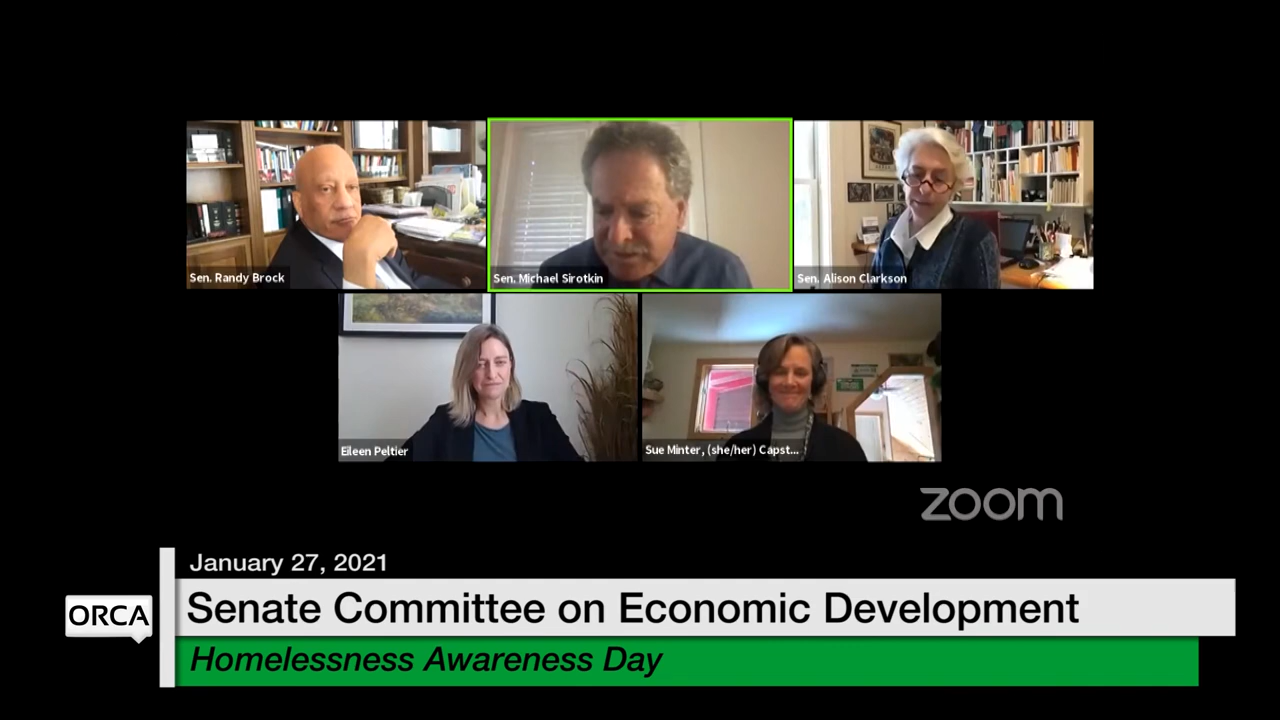 Sen. Randy Brock
Sen. Michael Sirotkin
Sen. Alison Clarkson
Eileen Peltier
Sue Minter, (she/her) Capst...
zoom
January 27, 2021
ORCA
Senate Committee on Economic Development
Homelessness Awareness Day